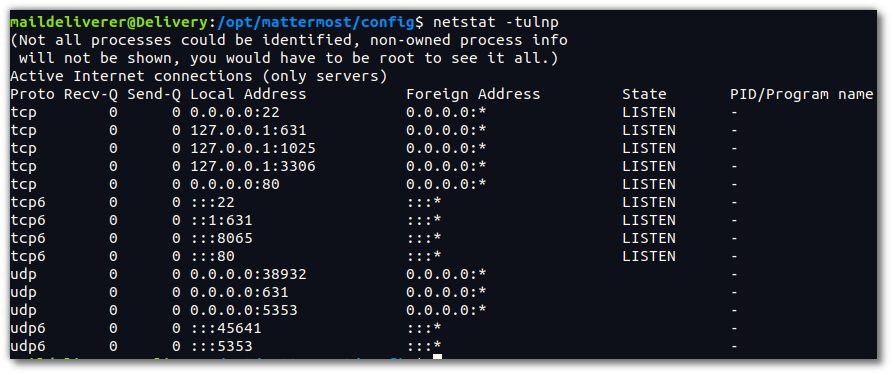 maildeliverer@Delivery:/opt/mattermost/config$ netstat -tulnp
(Not all processes could be identified, non-owned process info
 will not be shown, you would have to be root to see it all.)
Active Internet connections (only servers)
Proto Recv-Q Send-Q Local Address           Foreign Address         State       PID/Program name
tcp        0      0 0.0.0.0:22              0.0.0.0:*               LISTEN      -
tcp        0      0 127.0.0.1:631           0.0.0.0:*               LISTEN      -
tcp        0      0 127.0.0.1:1025          0.0.0.0:*               LISTEN      -
tcp        0      0 127.0.0.1:3306          0.0.0.0:*               LISTEN      -
tcp        0      0 0.0.0.0:80              0.0.0.0:*               LISTEN      -
tcp6       0      0 :::22                   :::*                    LISTEN      -
tcp6       0      0 ::1:631                 :::*                    LISTEN      -
tcp6       0      0 :::8065                 :::*                    LISTEN      -
tcp6       0      0 :::80                   :::*                    LISTEN      -
udp        0      0 0.0.0.0:38932           0.0.0.0:*                           -
udp        0      0 0.0.0.0:631             0.0.0.0:*                           -
udp        0      0 0.0.0.0:5353            0.0.0.0:*                           -
udp6       0      0 :::45641                :::*                                -
udp6       0      0 :::5353                 :::*                                -